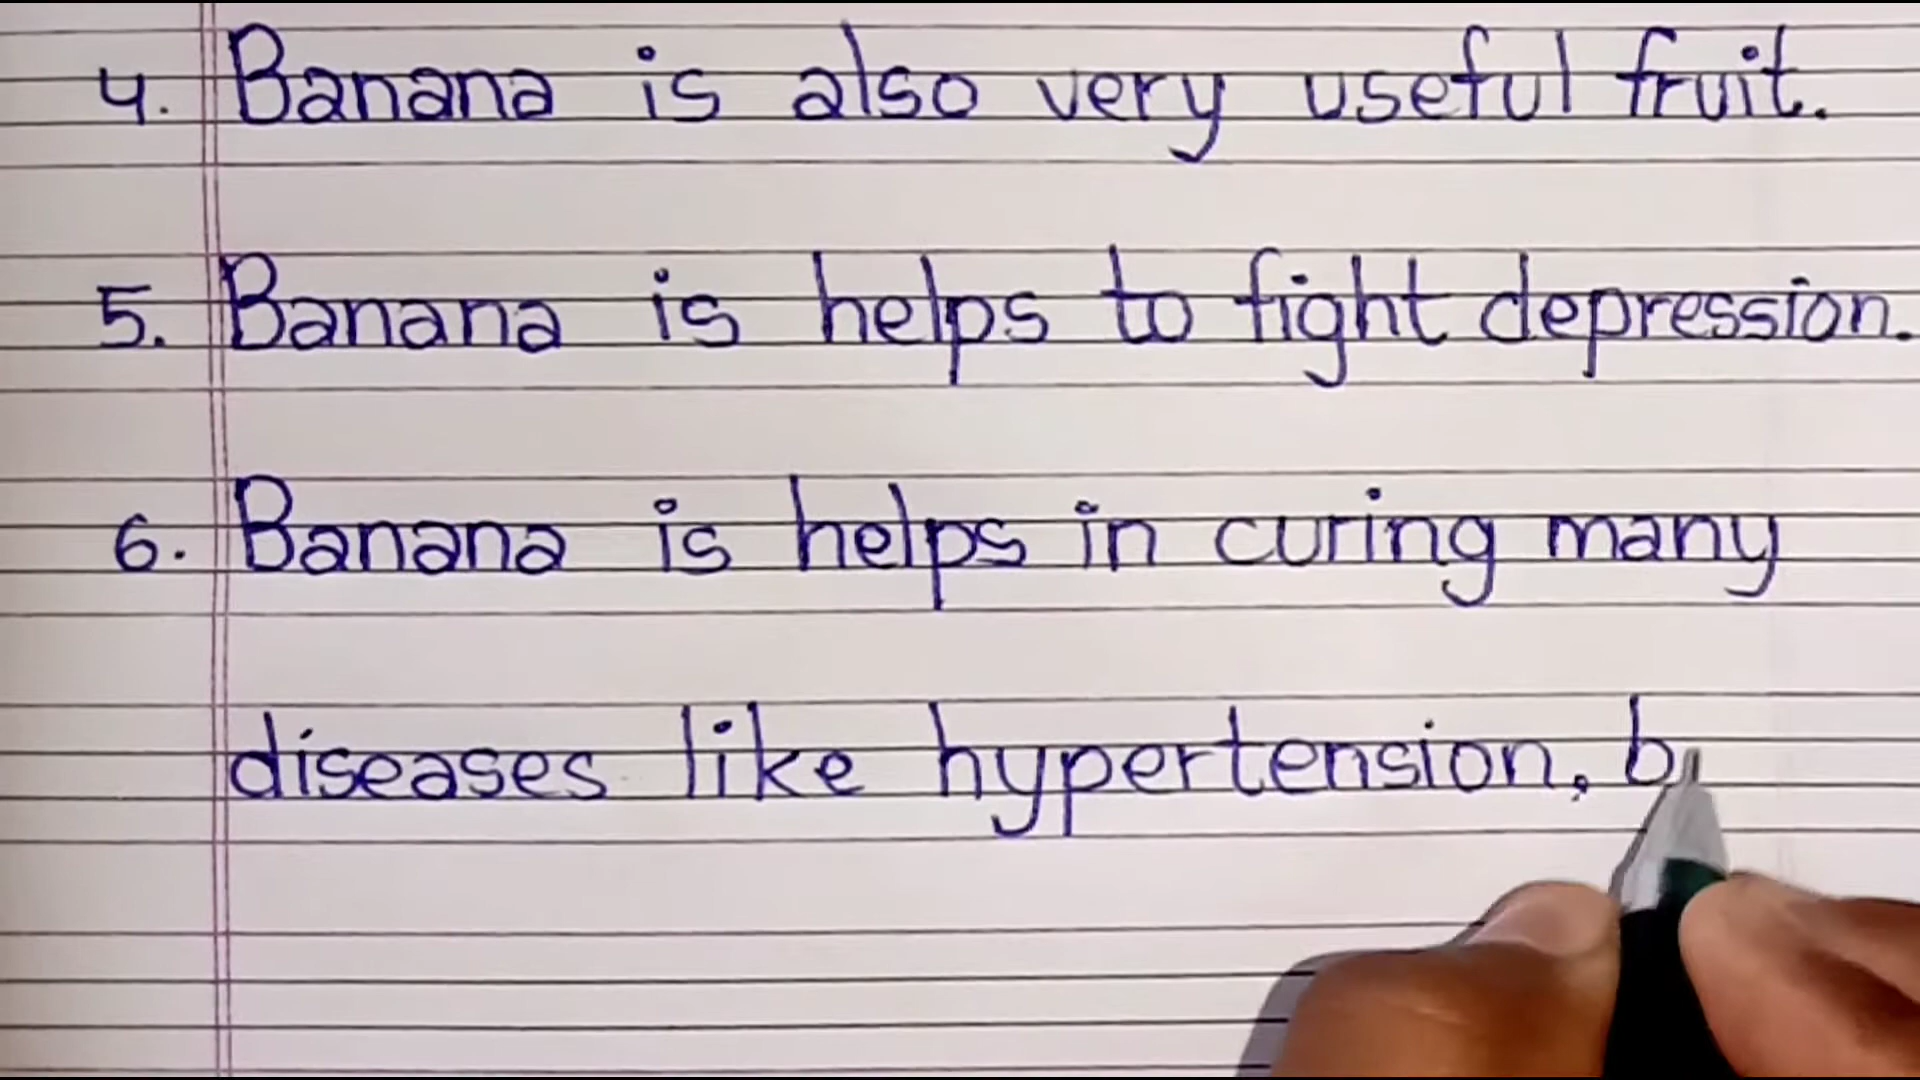 4. Banana is also very useful fruit.
5. Banana is helps to fight depression.
6. Banana is helps in curing many
diseases like hypertension, b